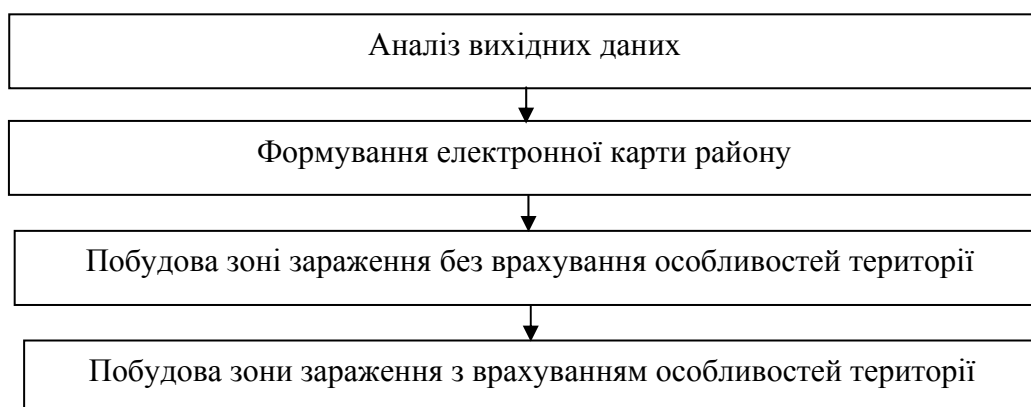 Аналіз вихідних даних
Формування електронної карти району
Побудова зоні зараження без врахування особливостей території
Побудова зони зараження з врахуванням особливостей території